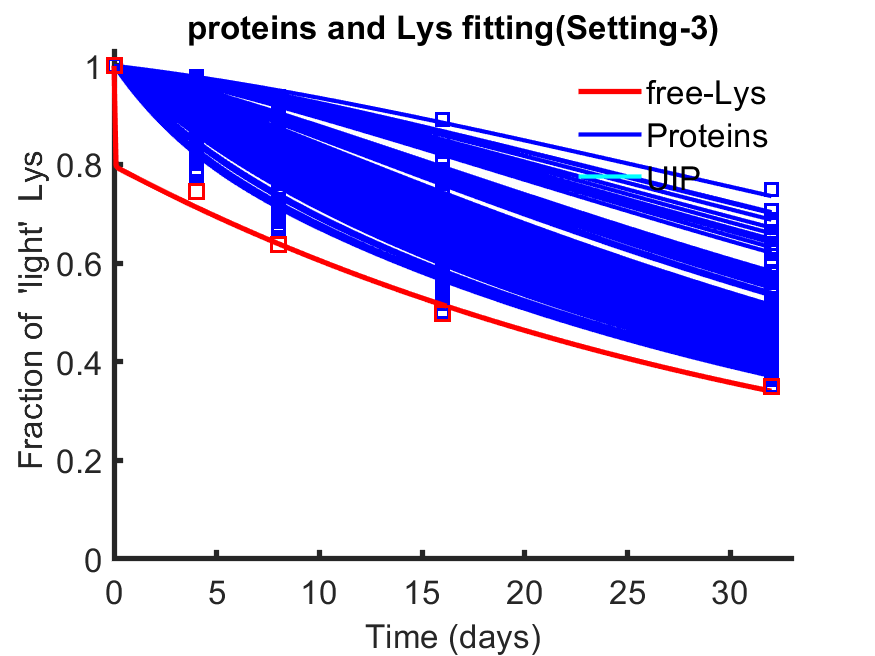 proteins and Lys fitting(Setting-3)
free-Lys
Proteins
UIP
Fraction of 'light' Lys
1
0.8
0.6
0.4
0.2
0
0 5 10 15 20 25 30
Time (days)